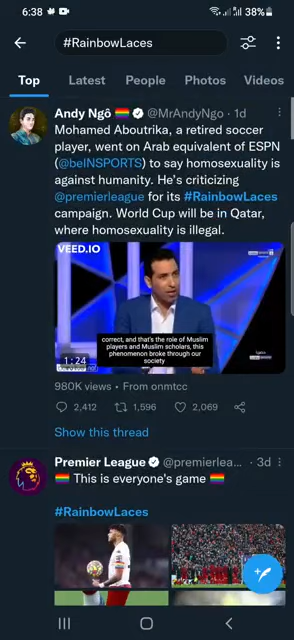 6:38
38%
#RainbowLaces
Top Latest People Photos Videos
Andy Ngô 🏳️‍🌈 @MrAndyNgo · 1d
Mohamed Aboutrika, a retired soccer
player, went on Arab equivalent of ESPN
(@beINSPORTS) to say homosexuality is
against humanity. He's criticizing
@premierleague for its #RainbowLaces
campaign. World Cup will be in Qatar,
where homosexuality is illegal.
VEED.IO
correct, and that's the role of Muslim
players and Muslim scholars, this
phenomenon broke through our
society
1:24
980K views • From onmtcc
2,412 1,596 2,069
Show this thread
Premier League @premierlea... · 3d
🏳️‍🌈 This is everyone's game 🏳️‍🌈
#RainbowLaces